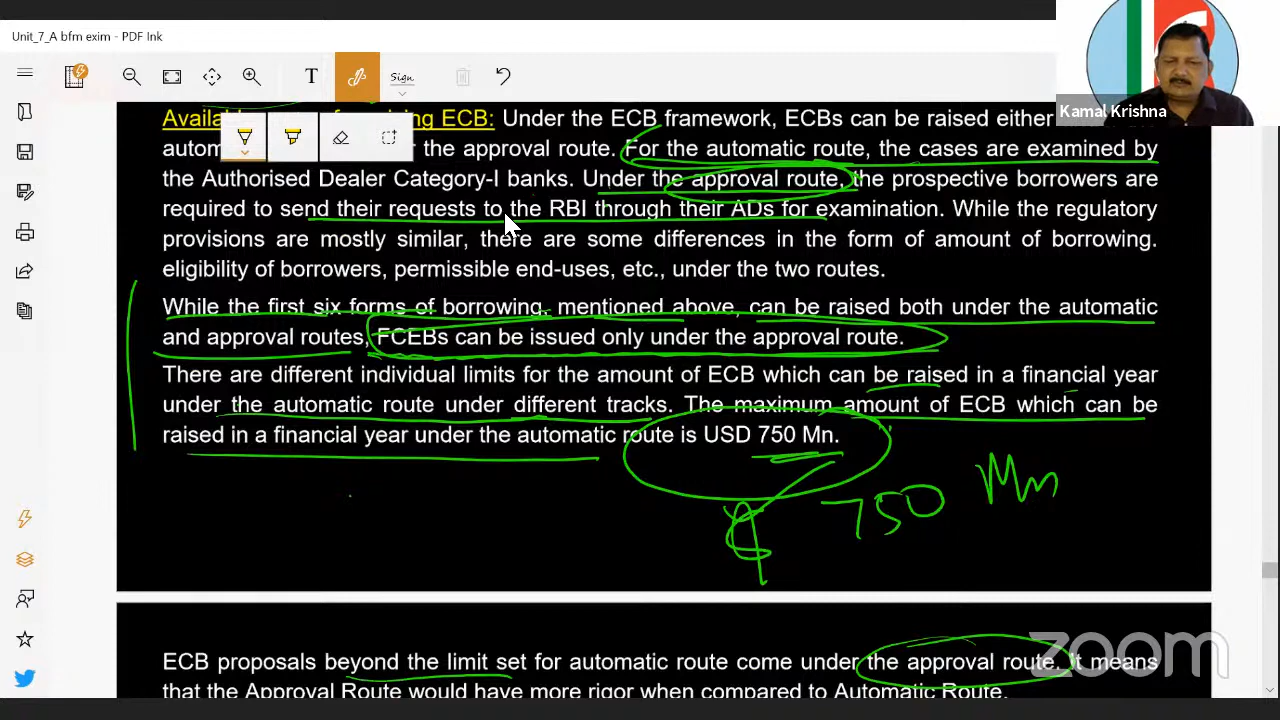 Unit_7_A bfm exim - PDF Ink
T
Sign
Kamal Krishna
ng ECB: Under the ECB framework, ECBs can be raised either
the approval route. For the automatic route, the cases are examined by
the Authorised Dealer Category-I banks. Under the approval route, the prospective borrowers are
required to send their requests to the RBI through their ADs for examination. While the regulatory
provisions are mostly similar, there are some differences in the form of amount of borrowing.
eligibility of borrowers, permissible end-uses, etc., under the two routes.
While the first six forms of borrowing, mentioned above, can be raised both under the automatic
and approval routes, FCEBs can be issued only under the approval route.
There are different individual limits for the amount of ECB which can be raised in a financial year
under the automatic route under different tracks. The maximum amount of ECB which can be
raised in a financial year under the automatic route is USD 750 Mn.
$ 750 Mn
ECB proposals beyond the limit set for automatic route come under the approval route. It means
that the Approval Route would have more rigor when compared to Automatic Route.
zoom